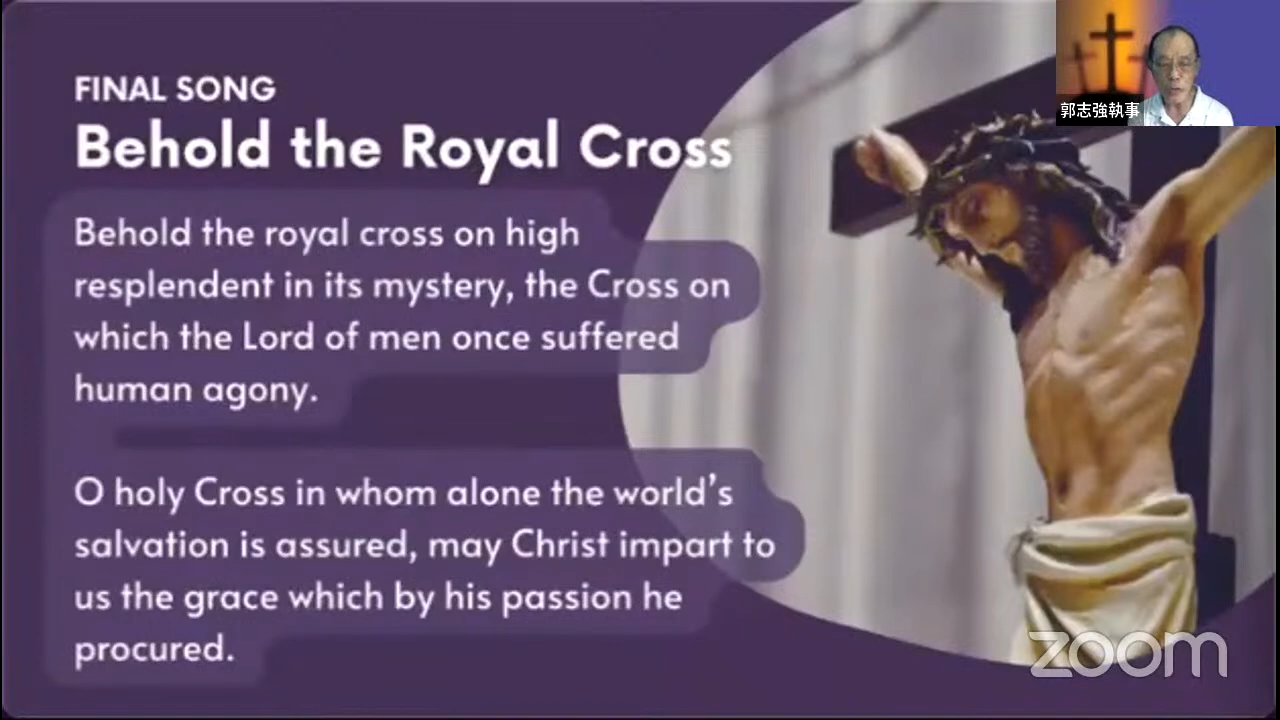 FINAL SONG
Behold the Royal Cross
Behold the royal cross on high
resplendent in its mystery, the Cross on
which the Lord of men once suffered
human agony.
O holy Cross in whom alone the world's
salvation is assured, may Christ impart to
us the grace which by his passion he
procured.
郭志強執事
zoom